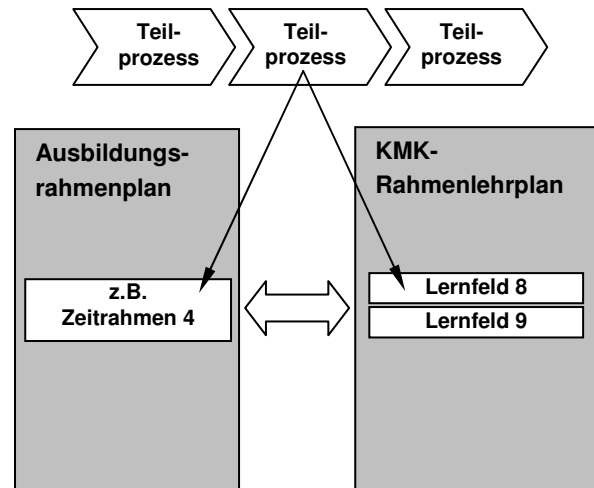 Teil-
prozess
Teil-
prozess
Teil-
prozess
Ausbildungs-
rahmenplan
KMK-
Rahmenlehrplan
z.B.
Zeitrahmen 4
Lernfeld 8
Lernfeld 9